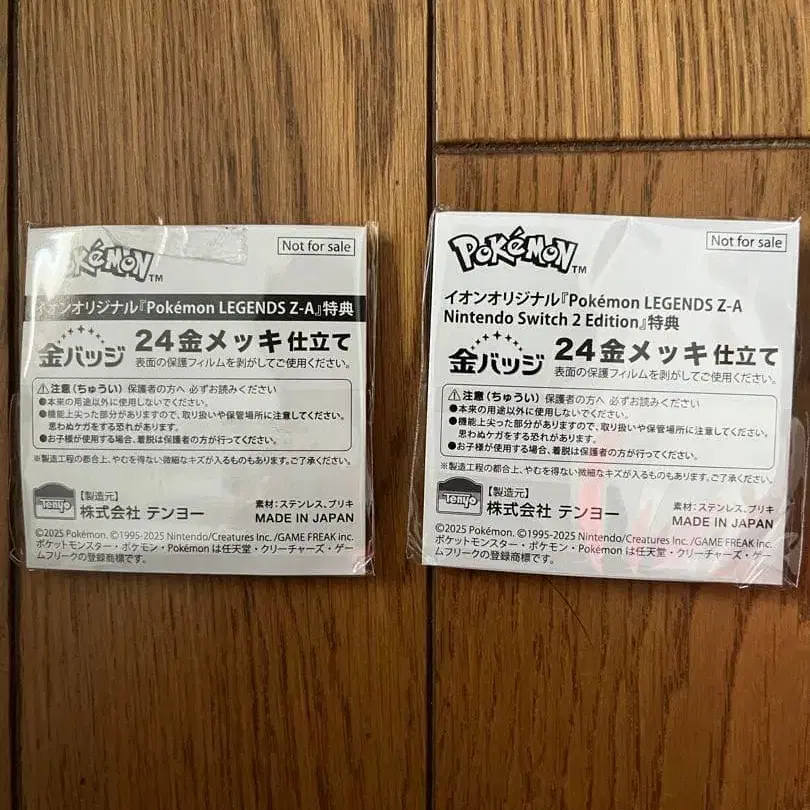 POKéMON TM
Not for sale
イオンオリジナル『Pokémon LEGENDS Z-A』特典
金バッジ
24金メッキ仕立て
表面の保護フィルムを剥がしてご使用ください。
⚠注意(ちゅうい) 保護者の方へ 必ずお読みください
●本来の用途以外に使用しないでください。
●機能上尖った部分がありますので、取り扱いや保管場所に注意してください。
思わぬケガをする恐れがあります。
●お子様が使用する場合、着脱は保護者の方が行ってください。
※製造工程の都合上、やむを得ない微細なキズが入るものもあります。ご了承ください。
Tenyo
【製造元】
株式会社 テンヨー
素材:ステンレス、ブリキ
MADE IN JAPAN
©2025 Pokémon. ©1995-2025 Nintendo/Creatures Inc. /GAME FREAK inc.
ポケットモンスター・ポケモン・Pokémonは任天堂・クリーチャーズ・ゲー
ムフリークの登録商標です。
POKéMON TM
Not for sale
イオンオリジナル『Pokémon LEGENDS Z-A
Nintendo Switch 2 Edition』特典
金バッジ
24金メッキ仕立て
表面の保護フィルムを剥がしてご使用ください。
⚠注意(ちゅうい) 保護者の方へ 必ずお読みください
●本来の用途以外に使用しないでください。
●機能上尖った部分がありますので、取り扱いや保管場所に注意してください。
思わぬケガをする恐れがあります。
●お子様が使用する場合、着脱は保護者の方が行ってください。
※製造工程の都合上、やむを得ない微細なキズが入るものもあります。ご了承ください。
Tenyo
【製造元】
株式会社 テンヨー
素材:ステンレス、ブリキ
MADE IN JAPAN
©2025 Pokémon. ©1995-2025 Nintendo/Creatures Inc. /GAME FREAK inc.
ポケットモンスター・ポケモン・Pokémonは任天堂・クリーチャーズ・ゲー
ムフリークの登録商標です。